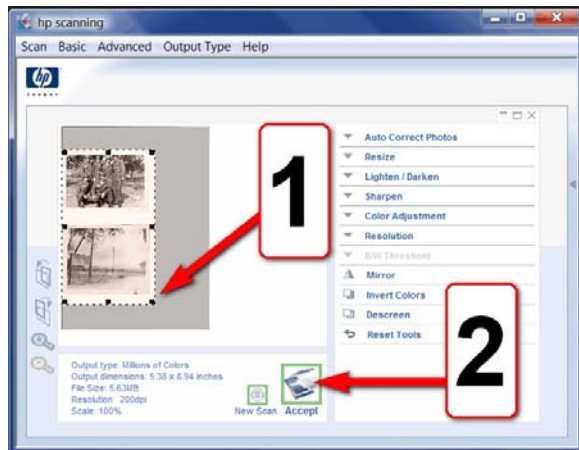 hp scanning
Scan Basic Advanced Output Type Help
hp
invent
Auto Correct Photos
Resize
Lighten / Darken
Sharpen
Color Adjustment
Resolution
B/W Threshold
Mirror
Invert Colors
Descreen
Reset Tools
1
2
Output type: Millions of Colors
Output dimensions: 5.38 x 8.94 inches
File Size: 5.63MB
Resolution: 200dpi
Scale: 100%
New Scan Accept